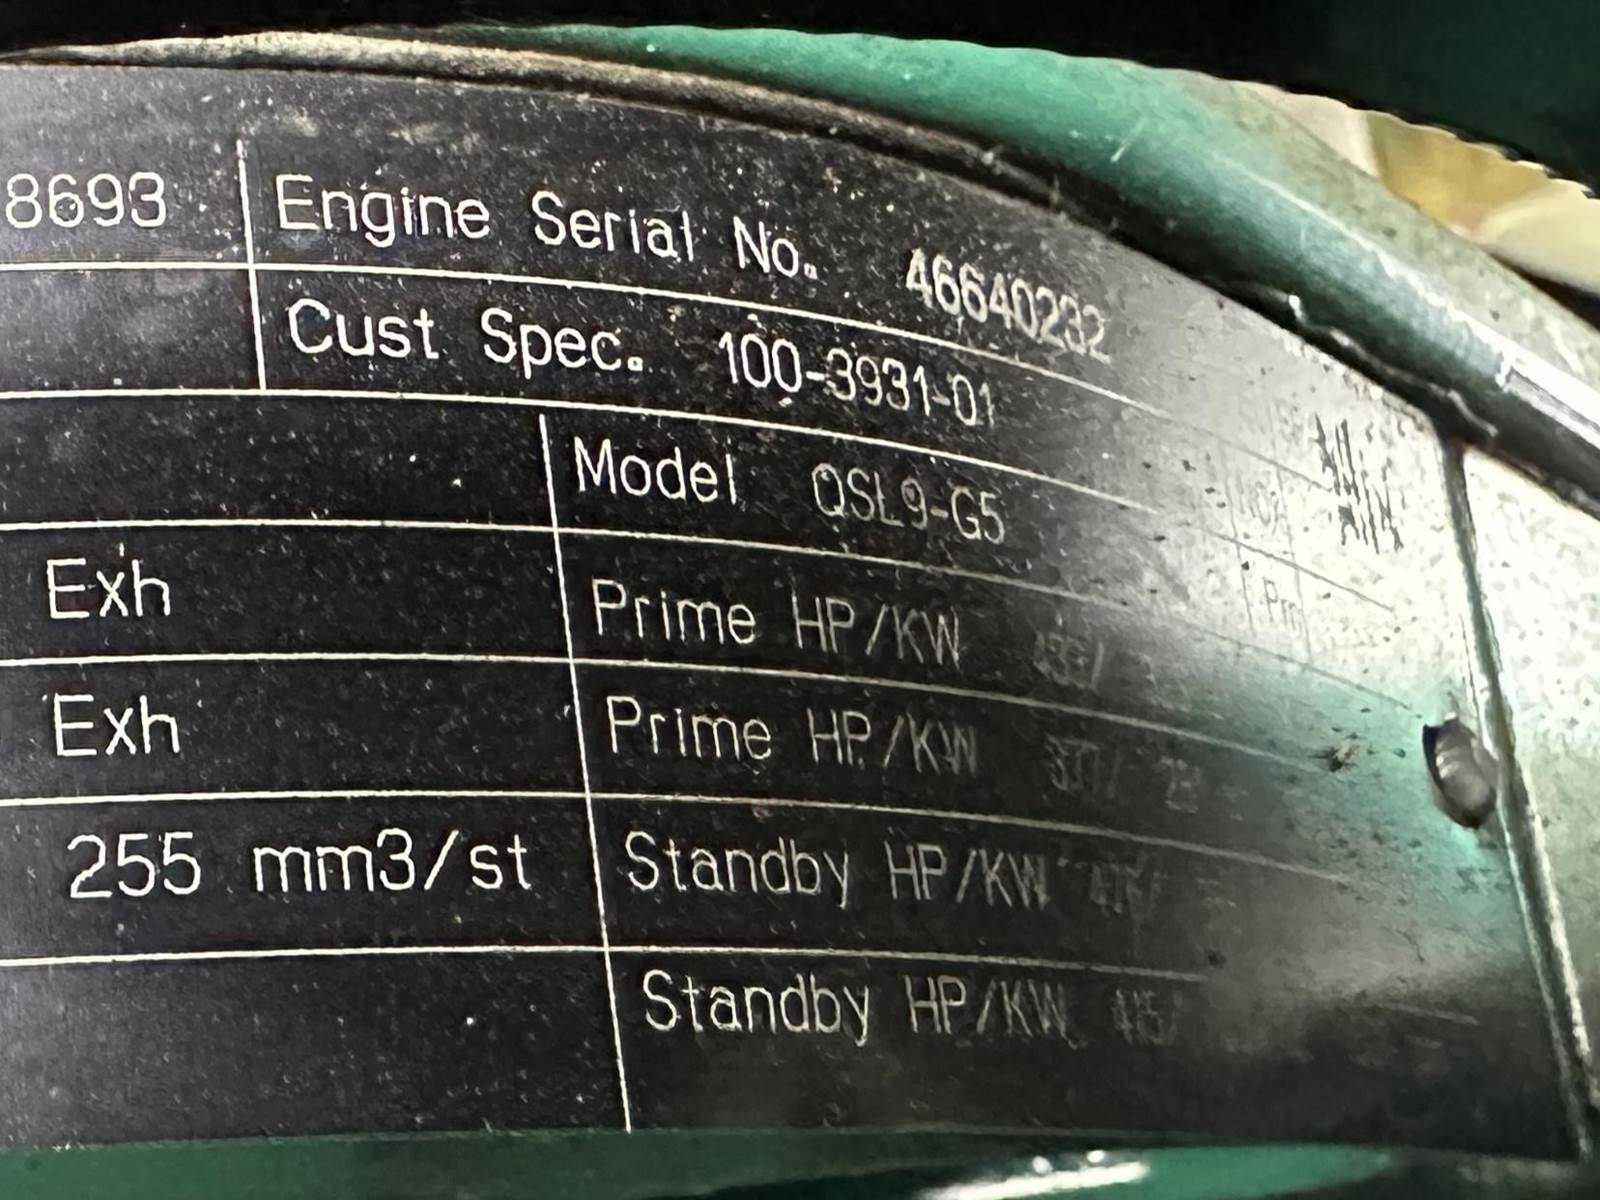 8693 Engine Serial No. 46640232
Cust Spec. 100-3931-01
Model QSL9-G5
Exh Prime HP/KW
Exh Prime HP/KW
255 mm3/st Standby HP/KW
Standby HP/KW